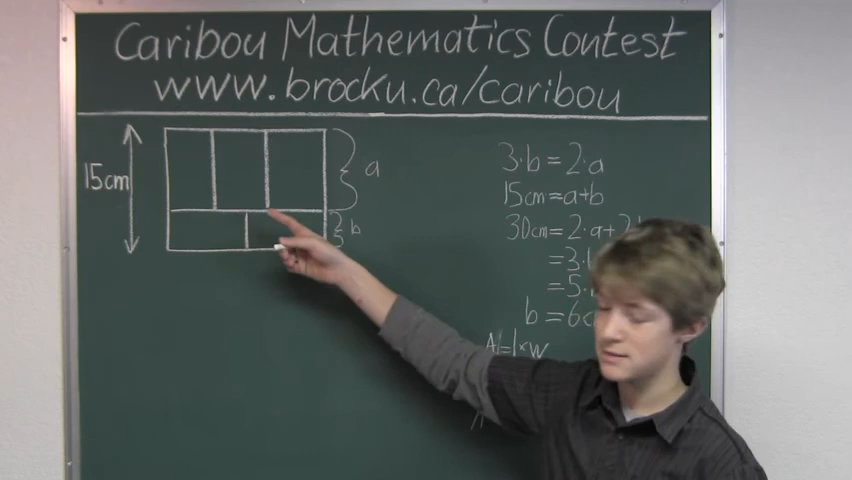 Caribou Mathematics Contest
www.brocku.ca/caribou
15cm
a
b
3·b = 2·a
15cm = a+b
30cm = 2·a+2
= 3·
= 5·
b = 6c
A = l×w